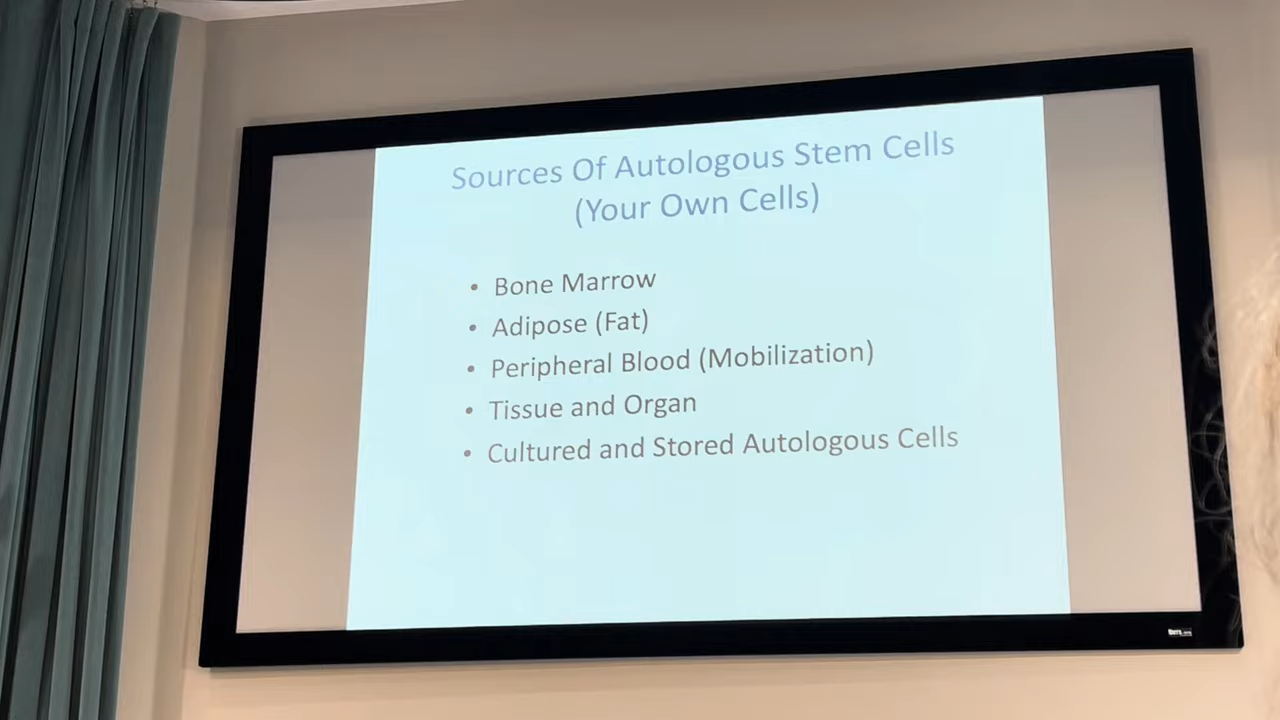 Sources Of Autologous Stem Cells
(Your Own Cells)
• Bone Marrow
• Adipose (Fat)
• Peripheral Blood (Mobilization)
• Tissue and Organ
• Cultured and Stored Autologous Cells